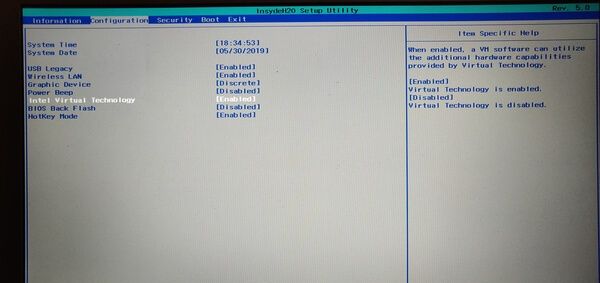 InsydeH20 Setup Utility Rev. 5.0
Information Configuration Security Boot Exit
Item Specific Help
System Time [18:34:53]
System Date [05/30/2019]
When enabled, a VM software can utilize
the additional hardware capabilities
provided by Virtual Technology.
USB Legacy [Enabled]
Wireless LAN [Enabled]
Graphic Device [Discrete]
Power Beep [Disabled]
Intel Virtual Technology [Enabled]
BIOS Back Flash [Disabled]
HotKey Mode [Enabled]
[Enabled]
Virtual Technology is enabled.
[Disabled]
Virtual Technology is disabled.